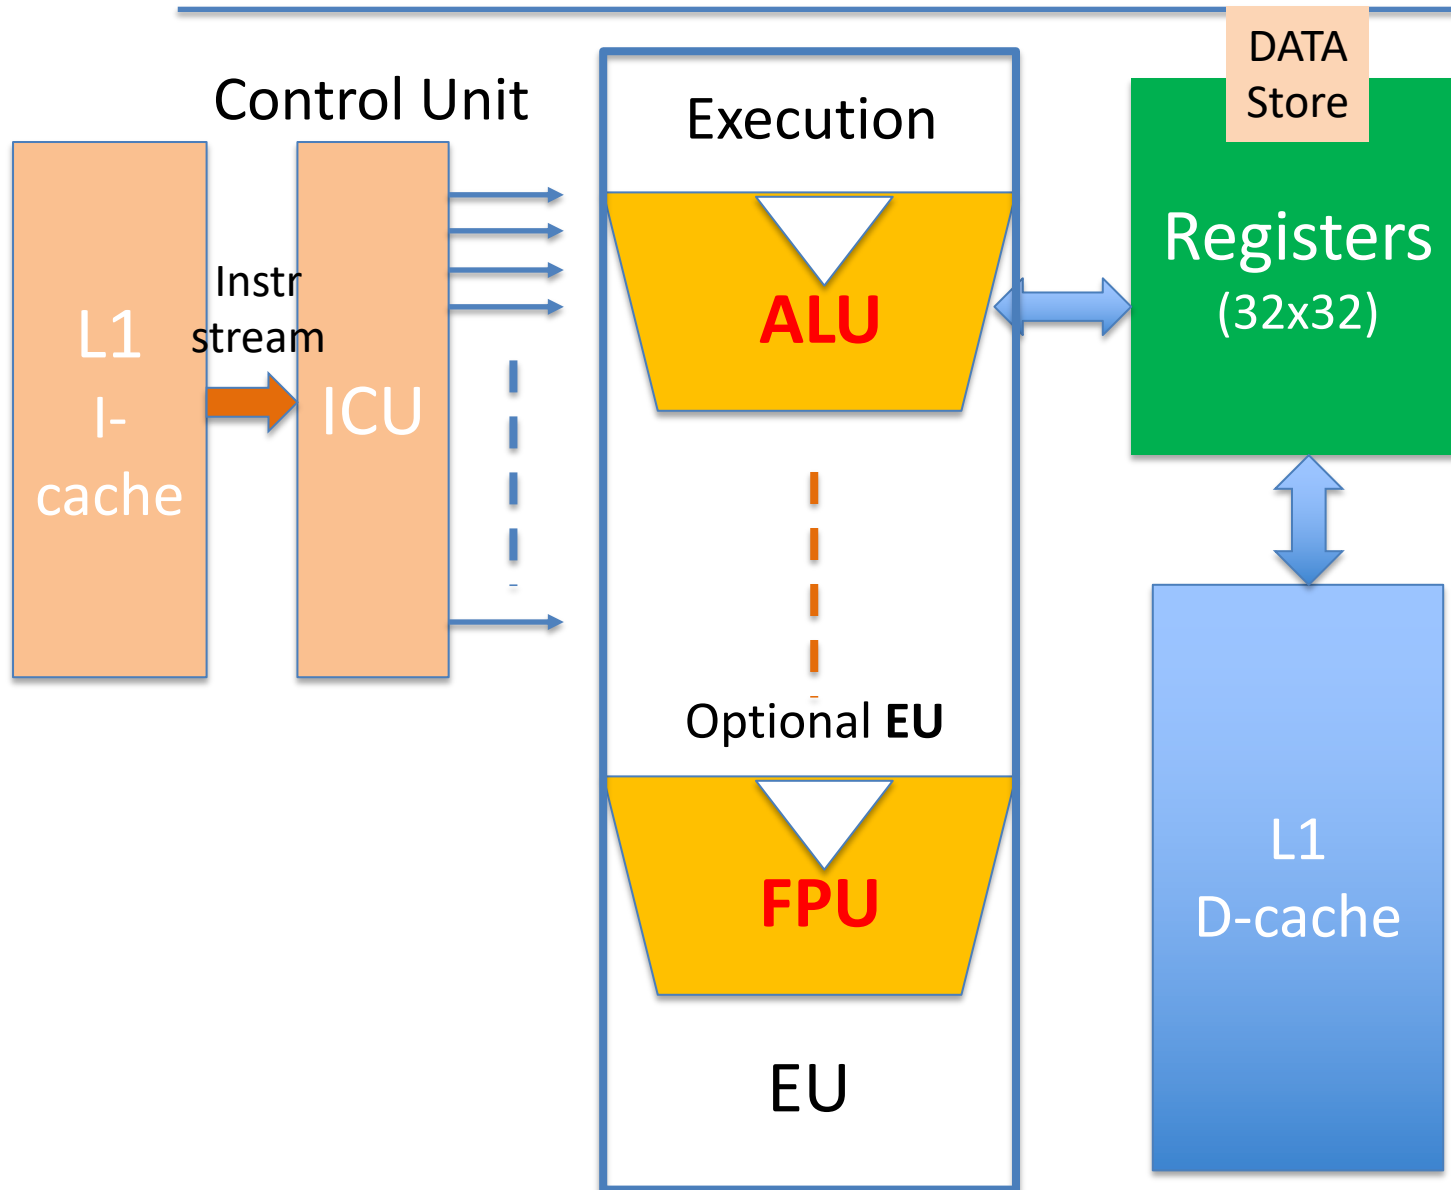 Control Unit
L1
I-
cache
Instr
stream
ICU
Execution
ALU
Optional EU
FPU
EU
DATA
Store
Registers
(32x32)
L1
D-cache